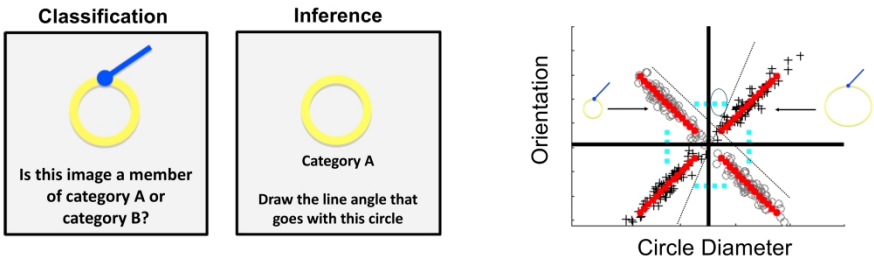 Classification
Is this image a member
of category A or
category B?
Inference
Category A
Draw the line angle that
goes with this circle
Orientation
Circle Diameter